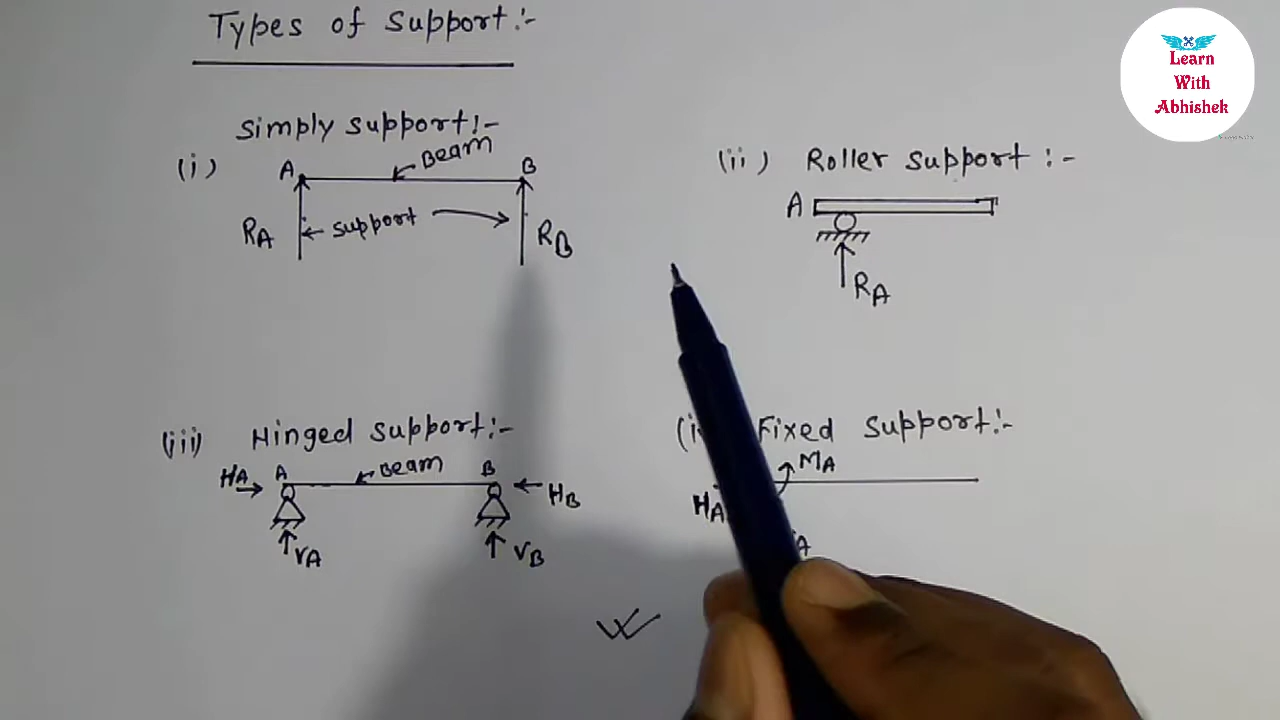 Types of Support:-
Simply support:-
(i)
A
Beam
B
RA
support
RB
(ii) Roller support :-
A
RA
(iii) Hinged support:-
HA
A
Beam
B
HB
VA
VB
Fixed support:-
MA
HA
A
Learn
With
Abhishek